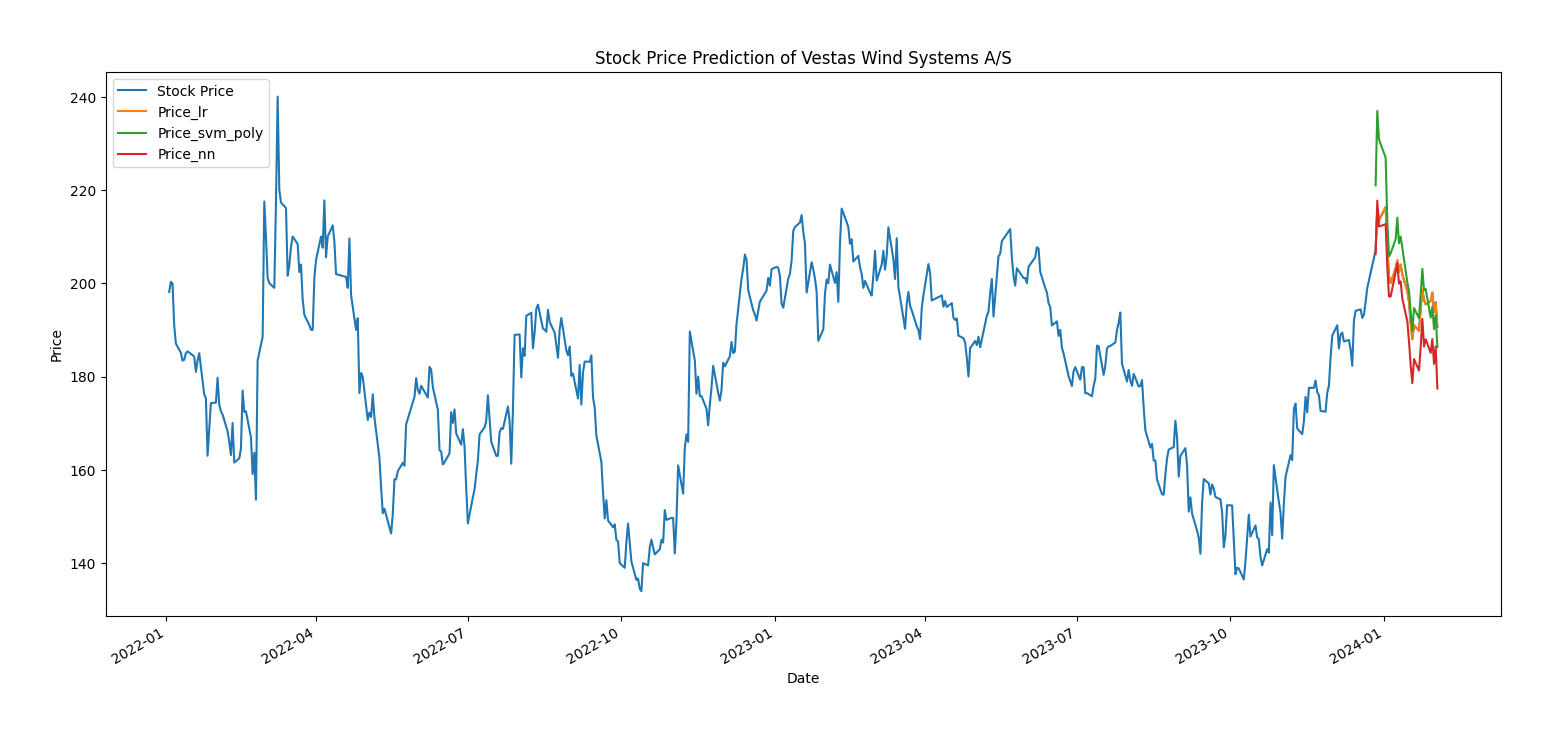 Stock Price Prediction of Vestas Wind Systems A/S
Stock Price
Price_lr
Price_svm_poly
Price_nn
240
220
200
180
160
140
Price
2022-01
2022-04
2022-07
2022-10
2023-01
2023-04
2023-07
2023-10
2024-01
Date